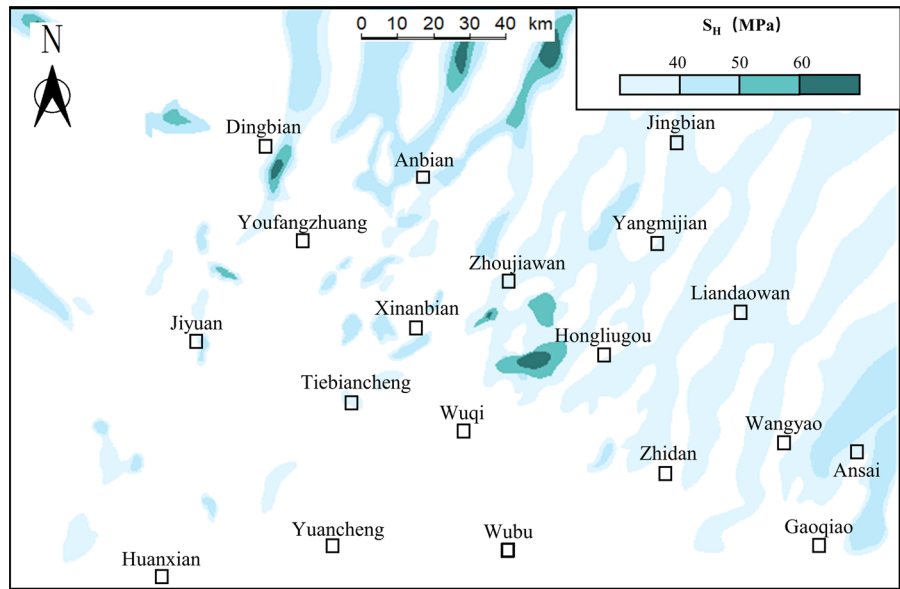 N
0 10 20 30 40 km
S_H (MPa)
40 50 60
Dingbian
Jingbian
Anbian
Youfangzhuang
Yangmijian
Zhoujiawan
Liandaowan
Xinanbian
Jiyuan
Hongliugou
Tiebiancheng
Wuqi
Wangyao
Zhidan
Ansai
Yuancheng
Wubu
Gaoqiao
Huanxian